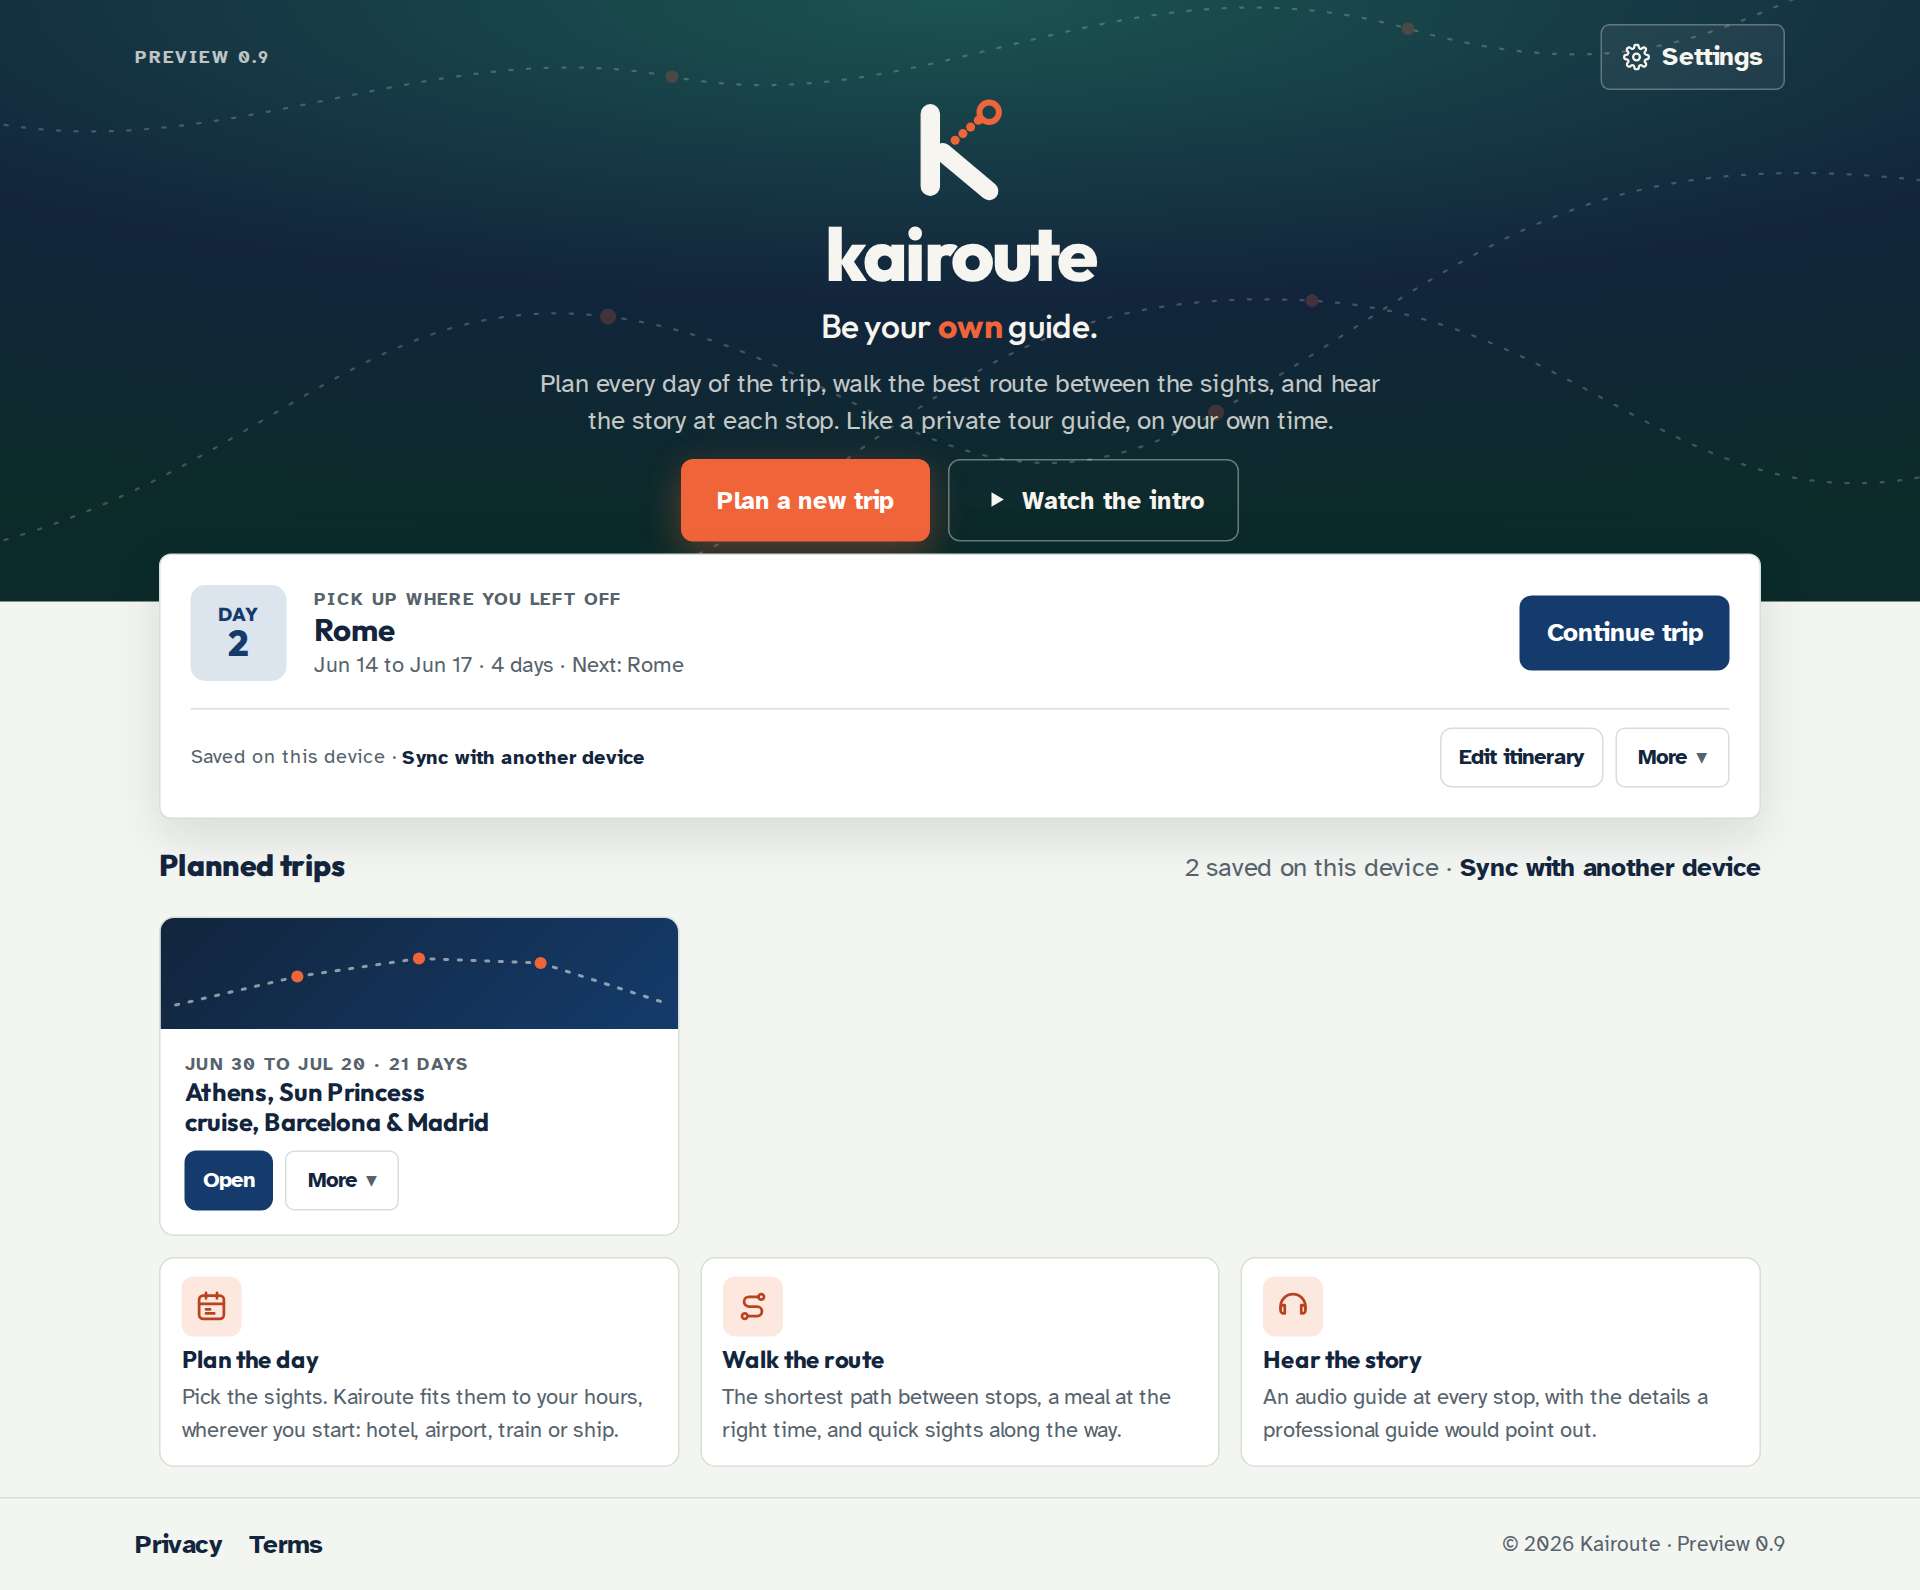 PREVIEW 0.9
Settings
kairoute
Be your own guide.
Plan every day of the trip, walk the best route between the sights, and hear
the story at each stop. Like a private tour guide, on your own time.
Plan a new trip
Watch the intro
DAY
2
PICK UP WHERE YOU LEFT OFF
Rome
Jun 14 to Jun 17 · 4 days · Next: Rome
Continue trip
Saved on this device · Sync with another device
Edit itinerary
More
Planned trips
2 saved on this device · Sync with another device
JUN 30 TO JUL 20 · 21 DAYS
Athens, Sun Princess
cruise, Barcelona & Madrid
Open
More
Plan the day
Pick the sights. Kairoute fits them to your hours,
wherever you start: hotel, airport, train or ship.
Walk the route
The shortest path between stops, a meal at the
right time, and quick sights along the way.
Hear the story
An audio guide at every stop, with the details a
professional guide would point out.
Privacy
Terms
© 2026 Kairoute · Preview 0.9